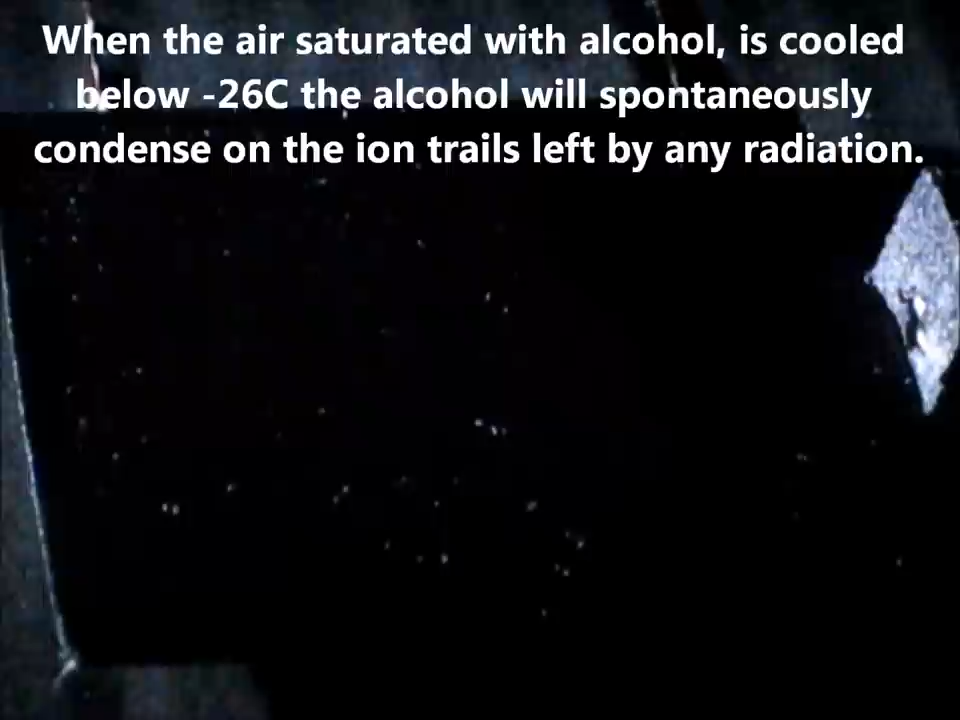 When the air saturated with alcohol, is cooled
below -26C the alcohol will spontaneously
condense on the ion trails left by any radiation.